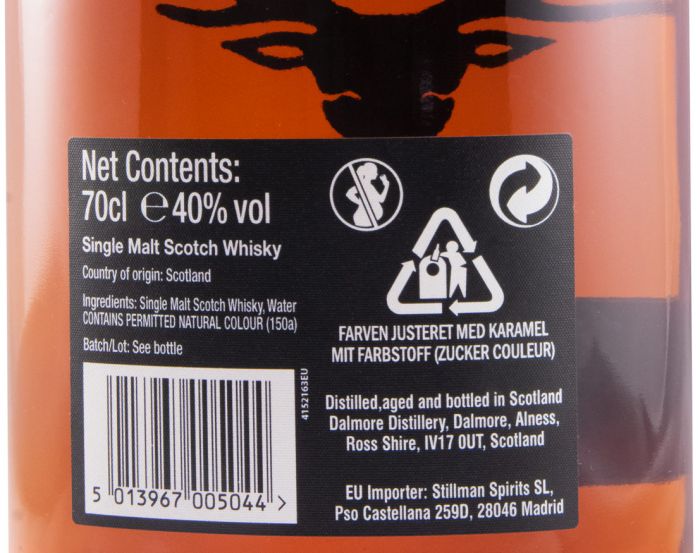 Net Contents:
70cl ℮ 40% vol
Single Malt Scotch Whisky
Country of origin: Scotland
Ingredients: Single Malt Scotch Whisky, Water
CONTAINS PERMITTED NATURAL COLOUR (150a)
Batch/Lot: See bottle
4152163EU
5 013967 005044 >
FARVEN JUSTERET MED KARAMEL
MIT FARBSTOFF (ZUCKER COULEUR)
Distilled,aged and bottled in Scotland
Dalmore Distillery, Dalmore, Alness,
Ross Shire, IV17 0UT, Scotland
EU Importer: Stillman Spirits SL,
Pso Castellana 259D, 28046 Madrid